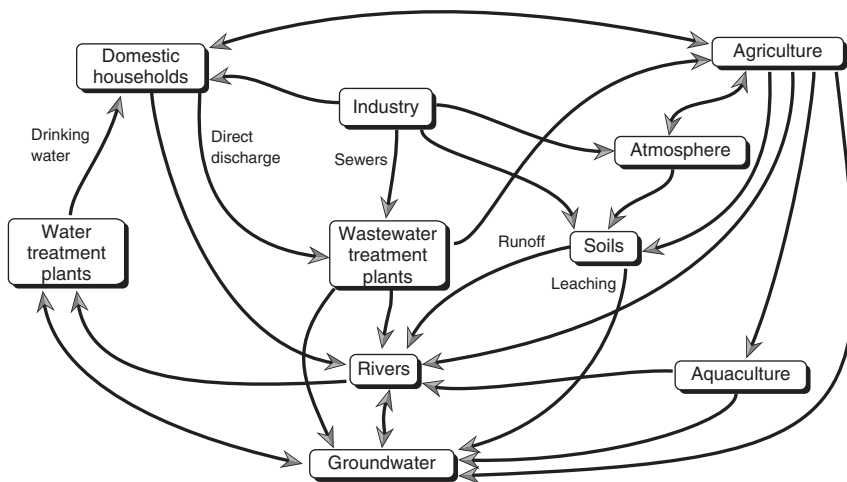 Domestic
households
Agriculture
Industry
Drinking
water
Direct
discharge
Sewers
Atmosphere
Water
treatment
plants
Wastewater
treatment
plants
Runoff
Soils
Leaching
Rivers
Aquaculture
Groundwater